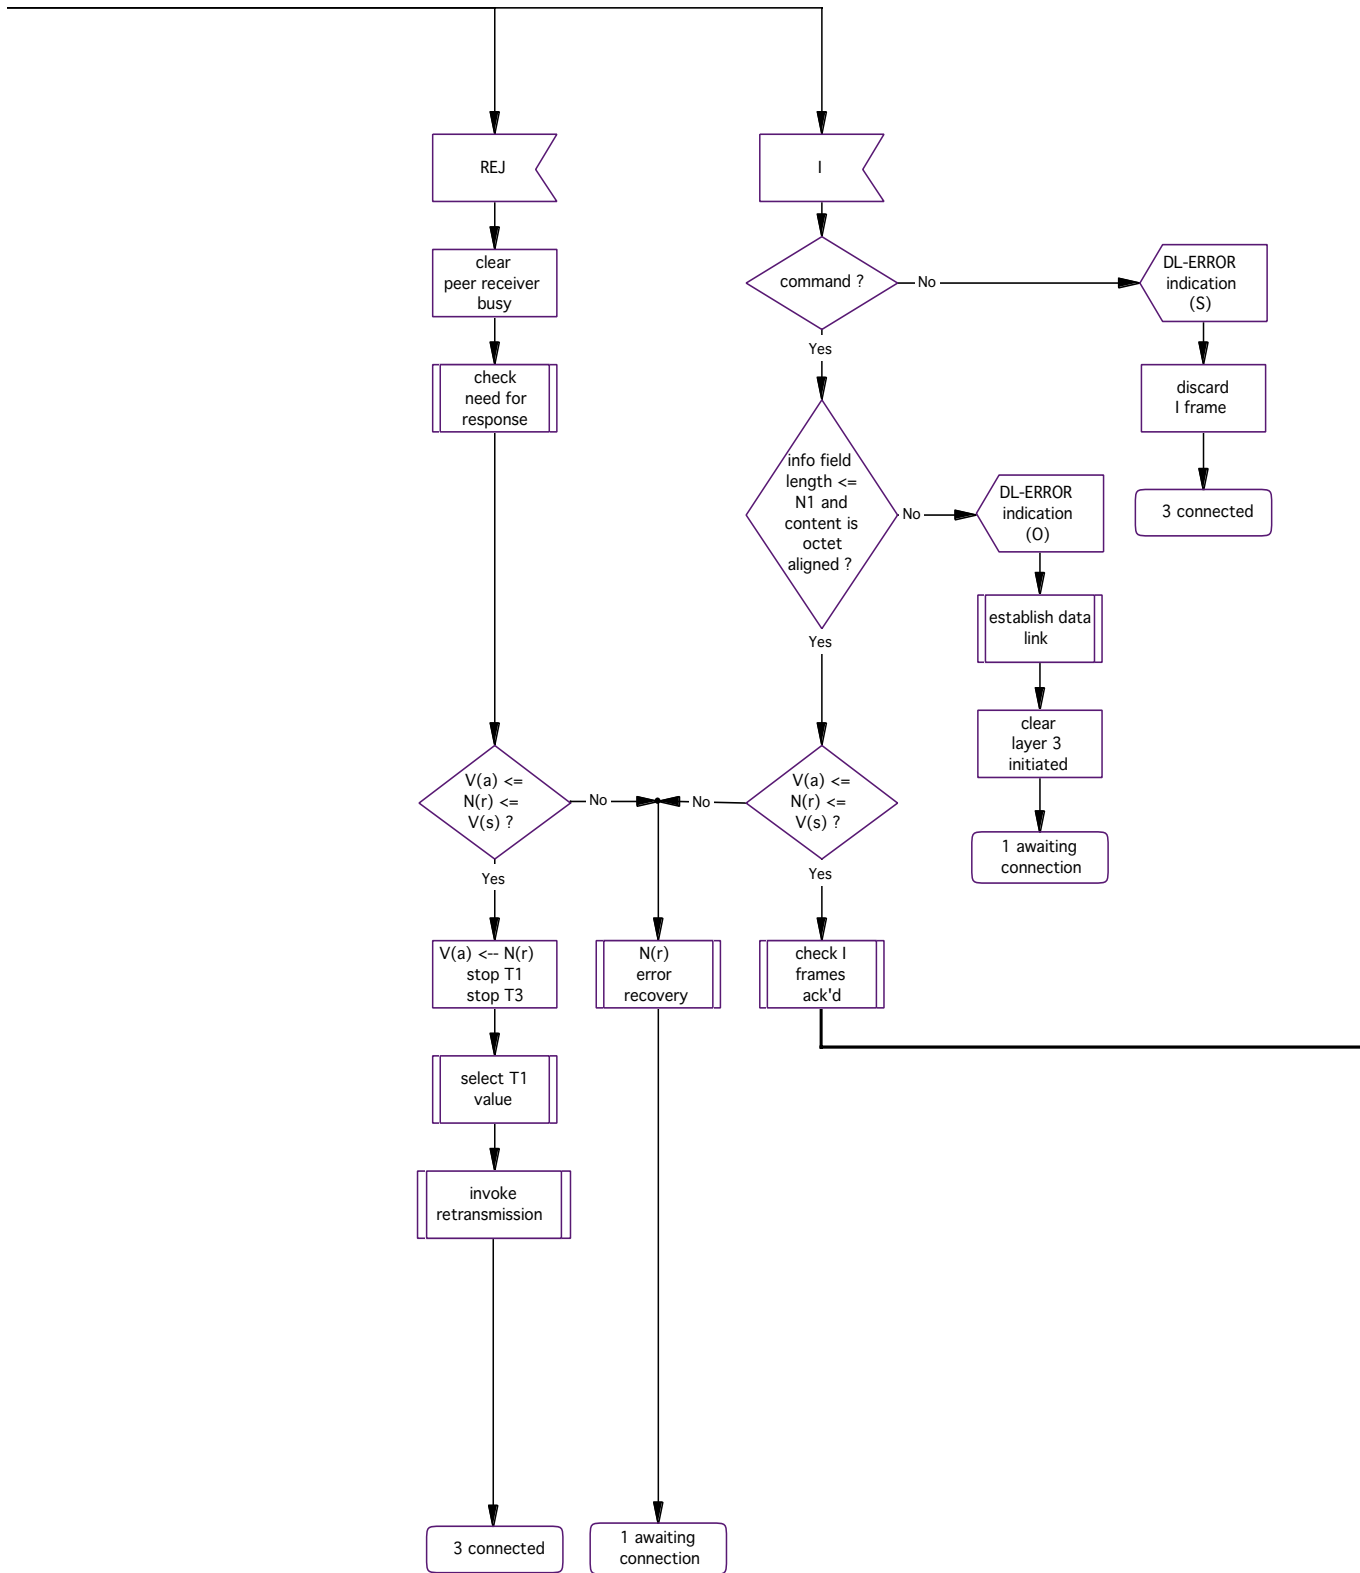 REJ
clear
peer receiver
busy
check
need for
response
V(a) <=
N(r) <=
V(s) ?
No
Yes
V(a) <-- N(r)
stop T1
stop T3
select T1
value
invoke
retransmission
3 connected
N(r)
error
recovery
1 awaiting
connection
I
command ?
No
Yes
info field
length <=
N1 and
content is
octet
aligned ?
No
Yes
V(a) <=
N(r) <=
V(s) ?
No
Yes
check I
frames
ack'd
DL-ERROR
indication
(O)
establish data
link
clear
layer 3
initiated
1 awaiting
connection
DL-ERROR
indication
(S)
discard
I frame
3 connected